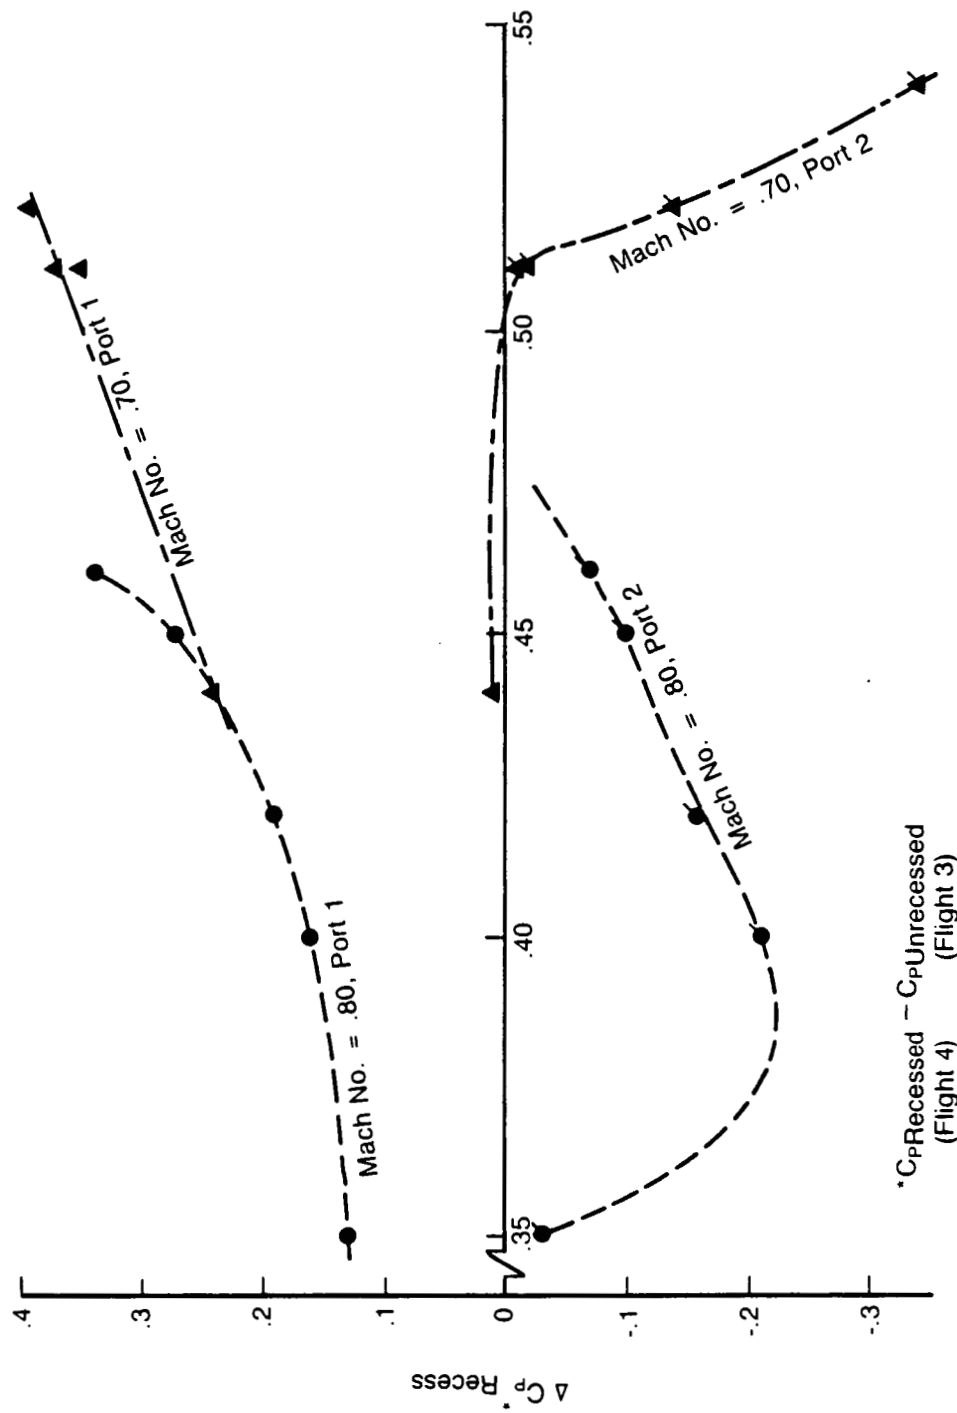 Δ Cp* Recess
.4
.3
.2
.1
0
-.1
-.2
-.3
.35
.40
.45
.50
.55
Mach No. = .80, Port 1
Mach No. = .70, Port 1
Mach No. = .80, Port 2
Mach No. = .70, Port 2
*CPRecessed – CPUnrecessed
(Flight 4) (Flight 3)